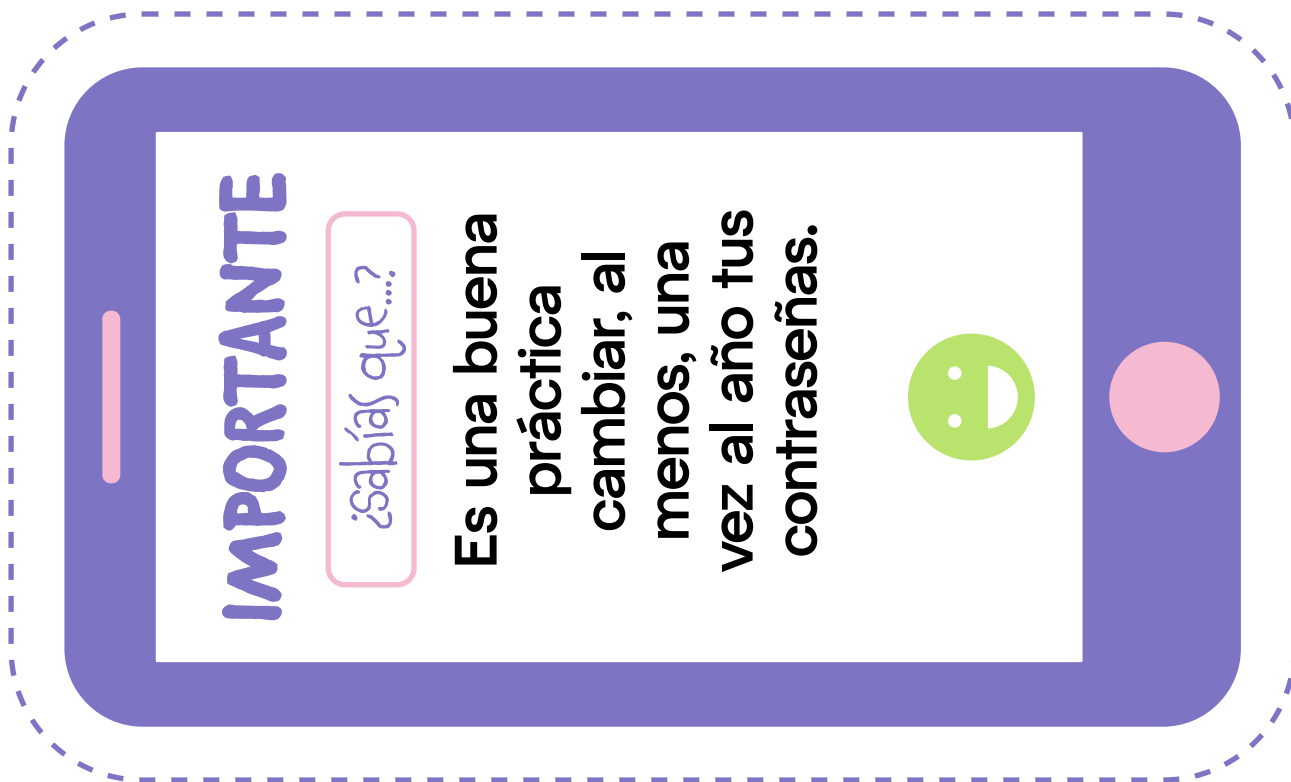 IMPORTANTE
¿Sabías que...?
Es una buena
práctica
cambiar, al
menos, una
vez al año tus
contraseñas.